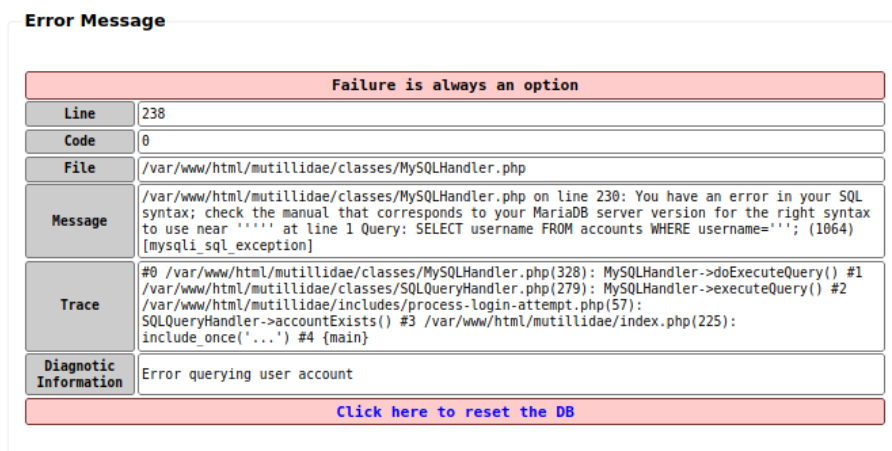 Error Message
Failure is always an option
Line 238
Code 0
File /var/www/html/mutillidae/classes/MySQLHandler.php
Message
/var/www/html/mutillidae/classes/MySQLHandler.php on line 230: You have an error in your SQL
syntax; check the manual that corresponds to your MariaDB server version for the right syntax
to use near ''''' at line 1 Query: SELECT username FROM accounts WHERE username='''; (1064)
[mysqli_sql_exception]
Trace
#0 /var/www/html/mutillidae/classes/MySQLHandler.php(328): MySQLHandler->doExecuteQuery() #1
/var/www/html/mutillidae/classes/SQLQueryHandler.php(279): MySQLHandler->executeQuery() #2
/var/www/html/mutillidae/includes/process-login-attempt.php(57):
SQLQueryHandler->accountExists() #3 /var/www/html/mutillidae/index.php(225):
include_once('...') #4 {main}
Diagnostic
Information
Error querying user account
Click here to reset the DB